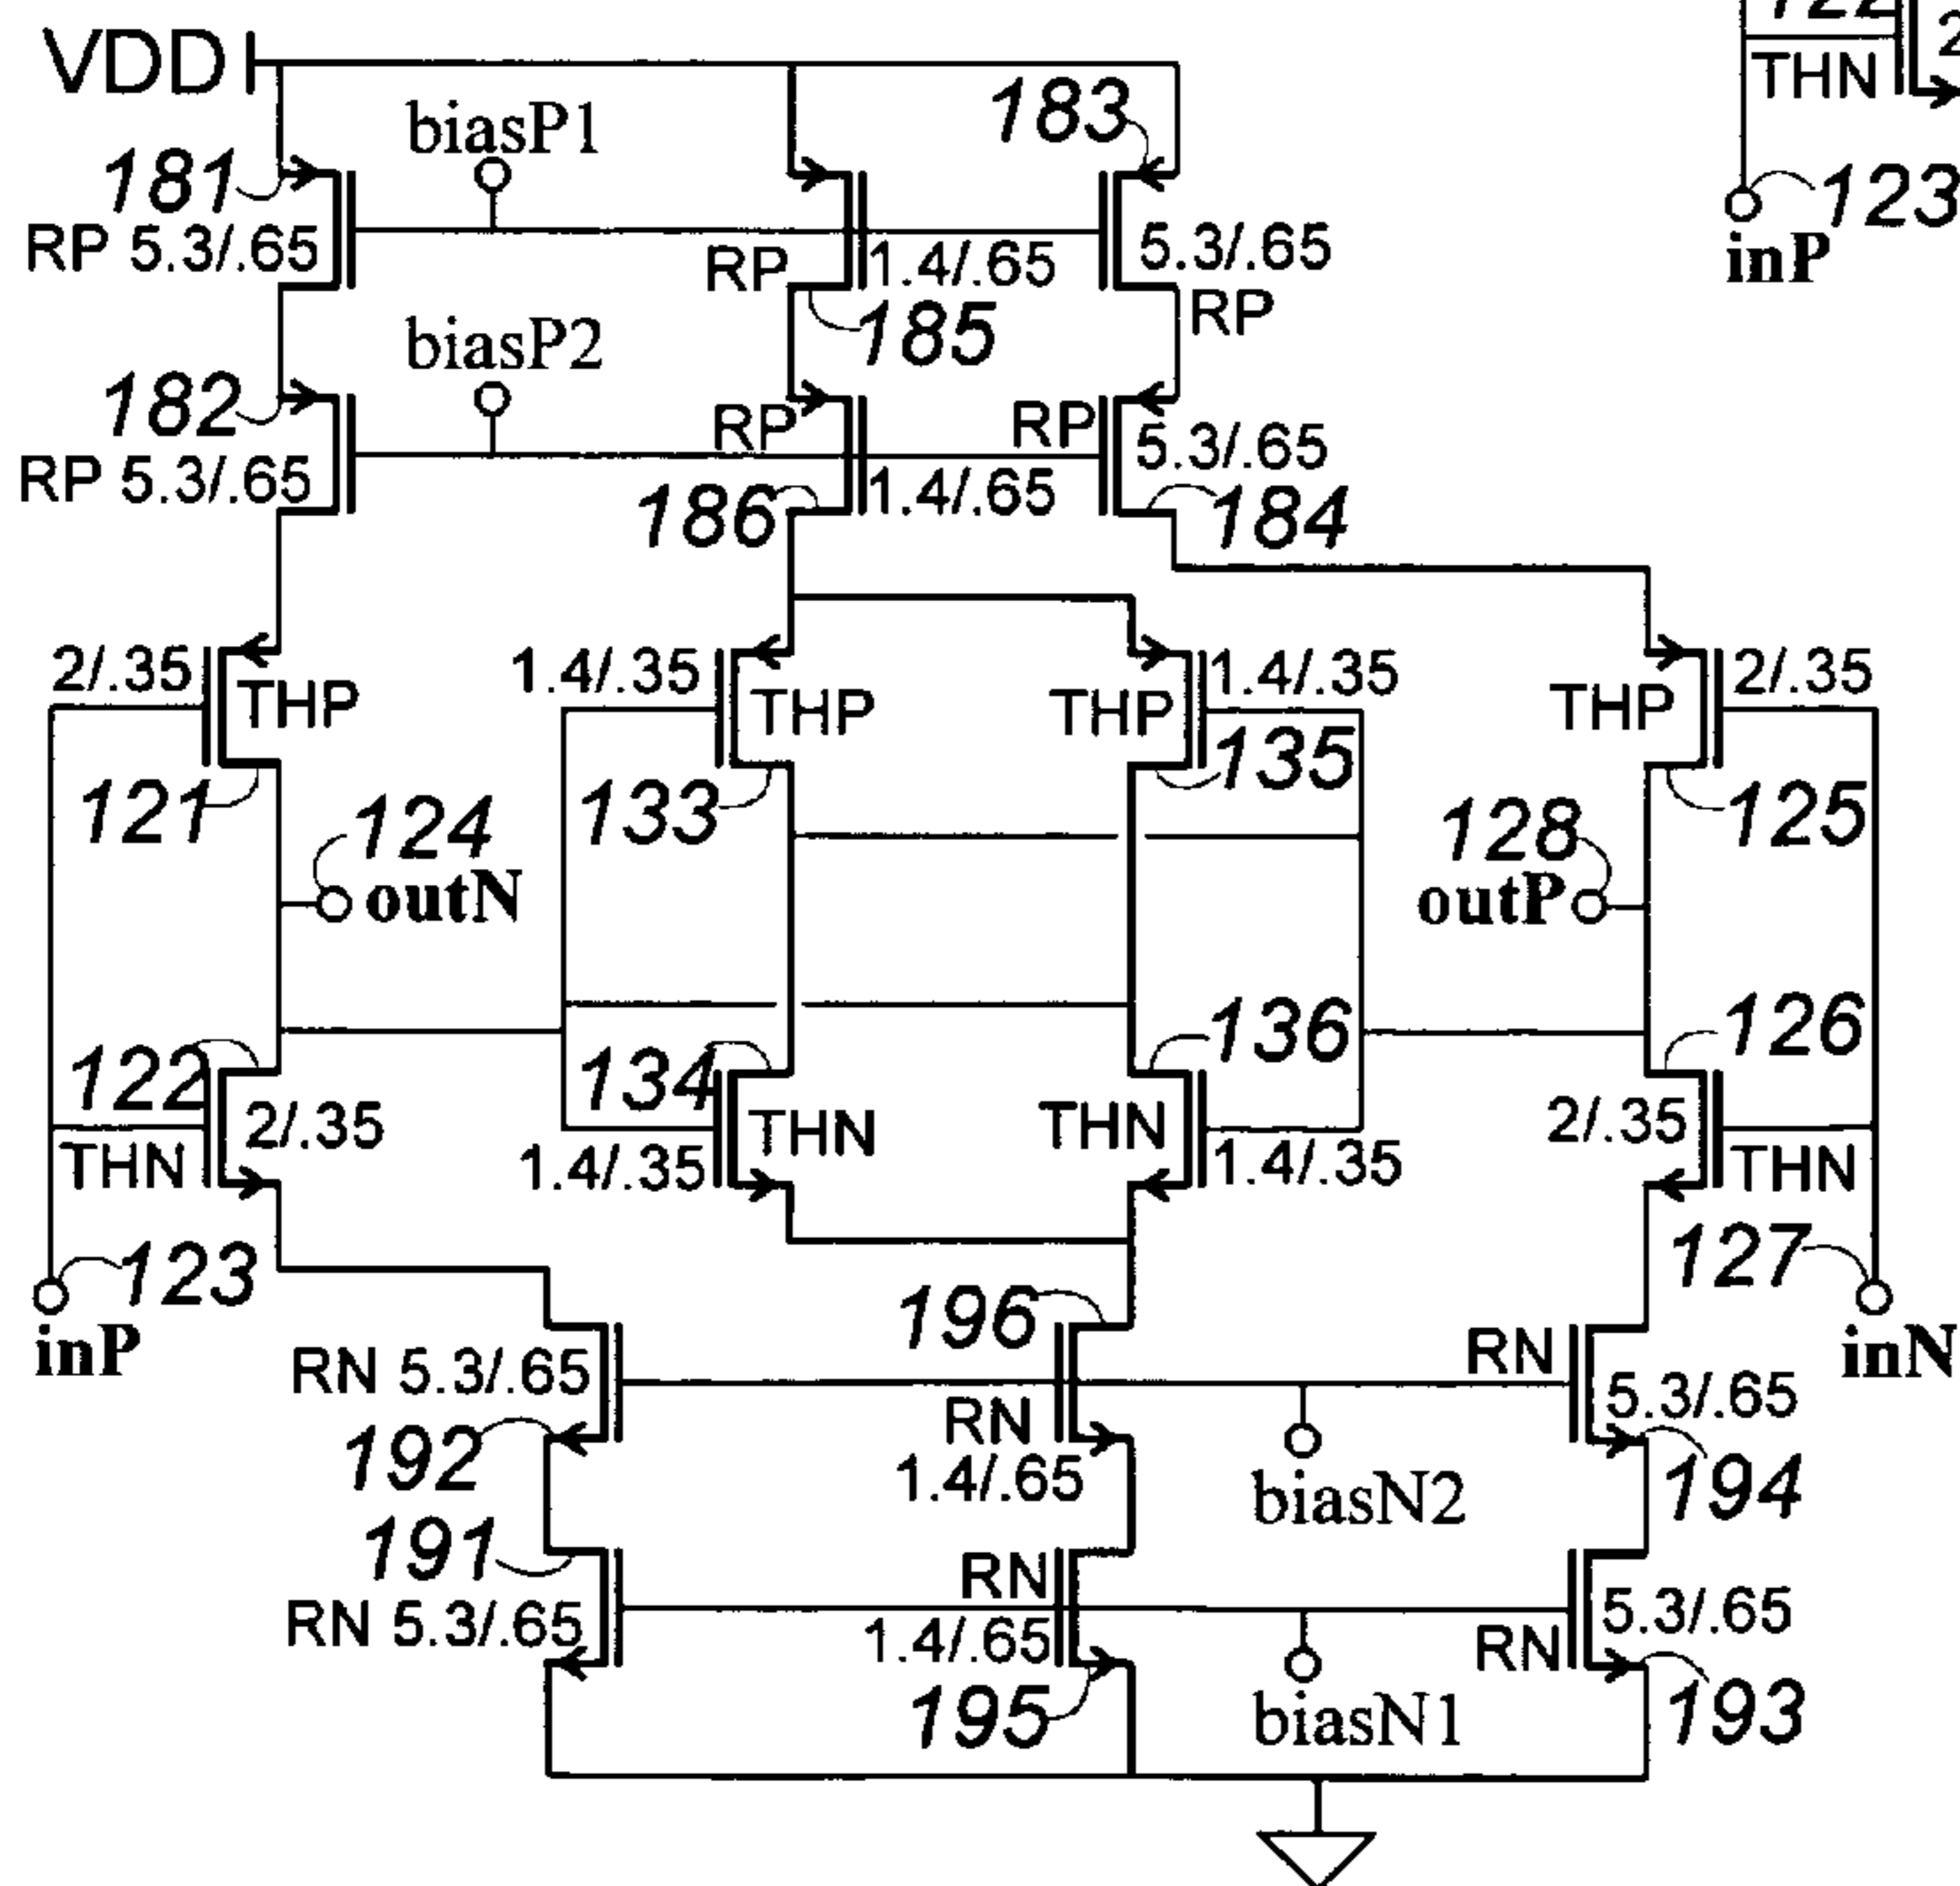 VDD
biasP1
183
122
THN
2
181
RP 5.3/.65
RP
1.4/.65
5.3/.65
RP
185
123
inP
biasP2
182
RP 5.3/.65
RP
RP
5.3/.65
186
1.4/.65
184
2/.35
THP
1.4/.35
THP
THP
1.4/.35
THP
2/.35
121
133
135
125
124
outN
128
outP
122
2/.35
THN
134
1.4/.35
THN
THN
136
1.4/.35
126
2/.35
THN
123
inP
127
inN
196
RN 5.3/.65
RN
1.4/.65
RN
5.3/.65
192
biasN2
194
191
RN 5.3/.65
RN
1.4/.65
5.3/.65
RN
195
biasN1
193